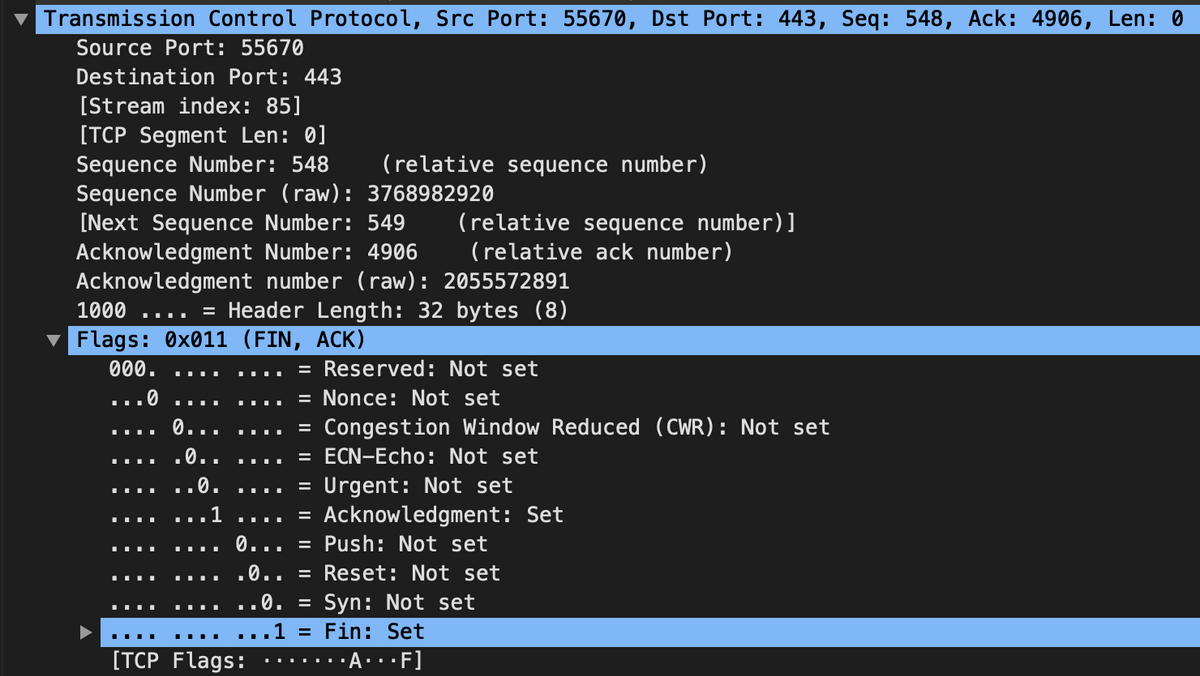 Transmission Control Protocol, Src Port: 55670, Dst Port: 443, Seq: 548, Ack: 4906, Len: 0
Source Port: 55670
Destination Port: 443
[Stream index: 85]
[TCP Segment Len: 0]
Sequence Number: 548    (relative sequence number)
Sequence Number (raw): 3768982920
[Next Sequence Number: 549    (relative sequence number)]
Acknowledgment Number: 4906    (relative ack number)
Acknowledgment number (raw): 2055572891
1000 .... = Header Length: 32 bytes (8)
Flags: 0x011 (FIN, ACK)
000. .... .... = Reserved: Not set
...0 .... .... = Nonce: Not set
.... 0... .... = Congestion Window Reduced (CWR): Not set
.... .0.. .... = ECN-Echo: Not set
.... ..0. .... = Urgent: Not set
.... ...1 .... = Acknowledgment: Set
.... .... 0... = Push: Not set
.... .... .0.. = Reset: Not set
.... .... ..0. = Syn: Not set
.... .... ...1 = Fin: Set
[TCP Flags: ·······A···F]